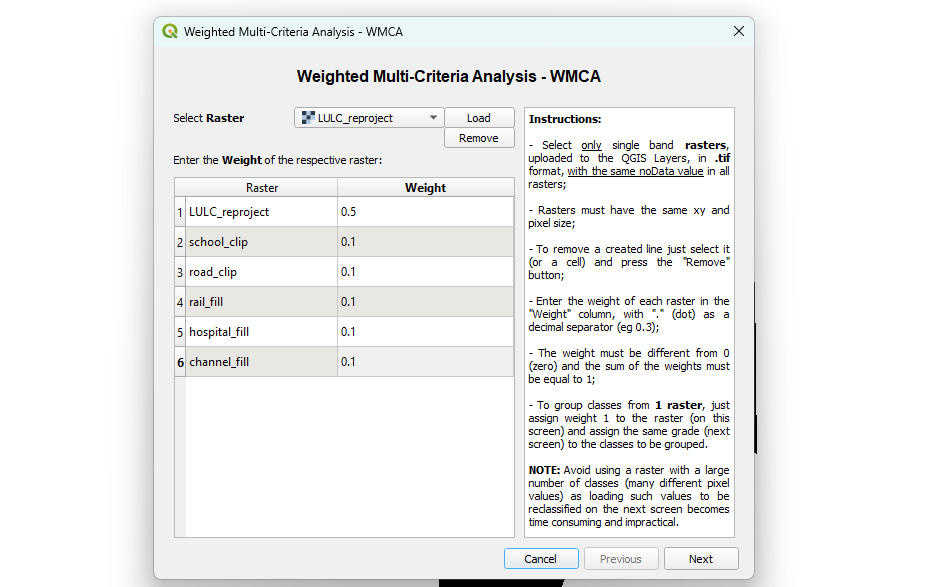 Weighted Multi-Criteria Analysis - WMCA
Weighted Multi-Criteria Analysis - WMCA
Select Raster
LULC_reproject
Load
Remove
Enter the Weight of the respective raster:
Raster Weight
1 LULC_reproject 0.5
2 school_clip 0.1
3 road_clip 0.1
4 rail_fill 0.1
5 hospital_fill 0.1
6 channel_fill 0.1
Instructions:
- Select only single band rasters,
uploaded to the QGIS Layers, in .tif
format, with the same noData value in all
rasters;
- Rasters must have the same xy and
pixel size;
- To remove a created line just select it
(or a cell) and press the "Remove"
button;
- Enter the weight of each raster in the
"Weight" column, with "." (dot) as a
decimal separator (eg 0.3);
- The weight must be different from 0
(zero) and the sum of the weights must
be equal to 1;
- To group classes from 1 raster, just
assign weight 1 to the raster (on this
screen) and assign the same grade (next
screen) to the classes to be grouped.
NOTE: Avoid using a raster with a large
number of classes (many different pixel
values) as loading such values to be
reclassified on the next screen becomes
time consuming and impractical.
Cancel Previous Next